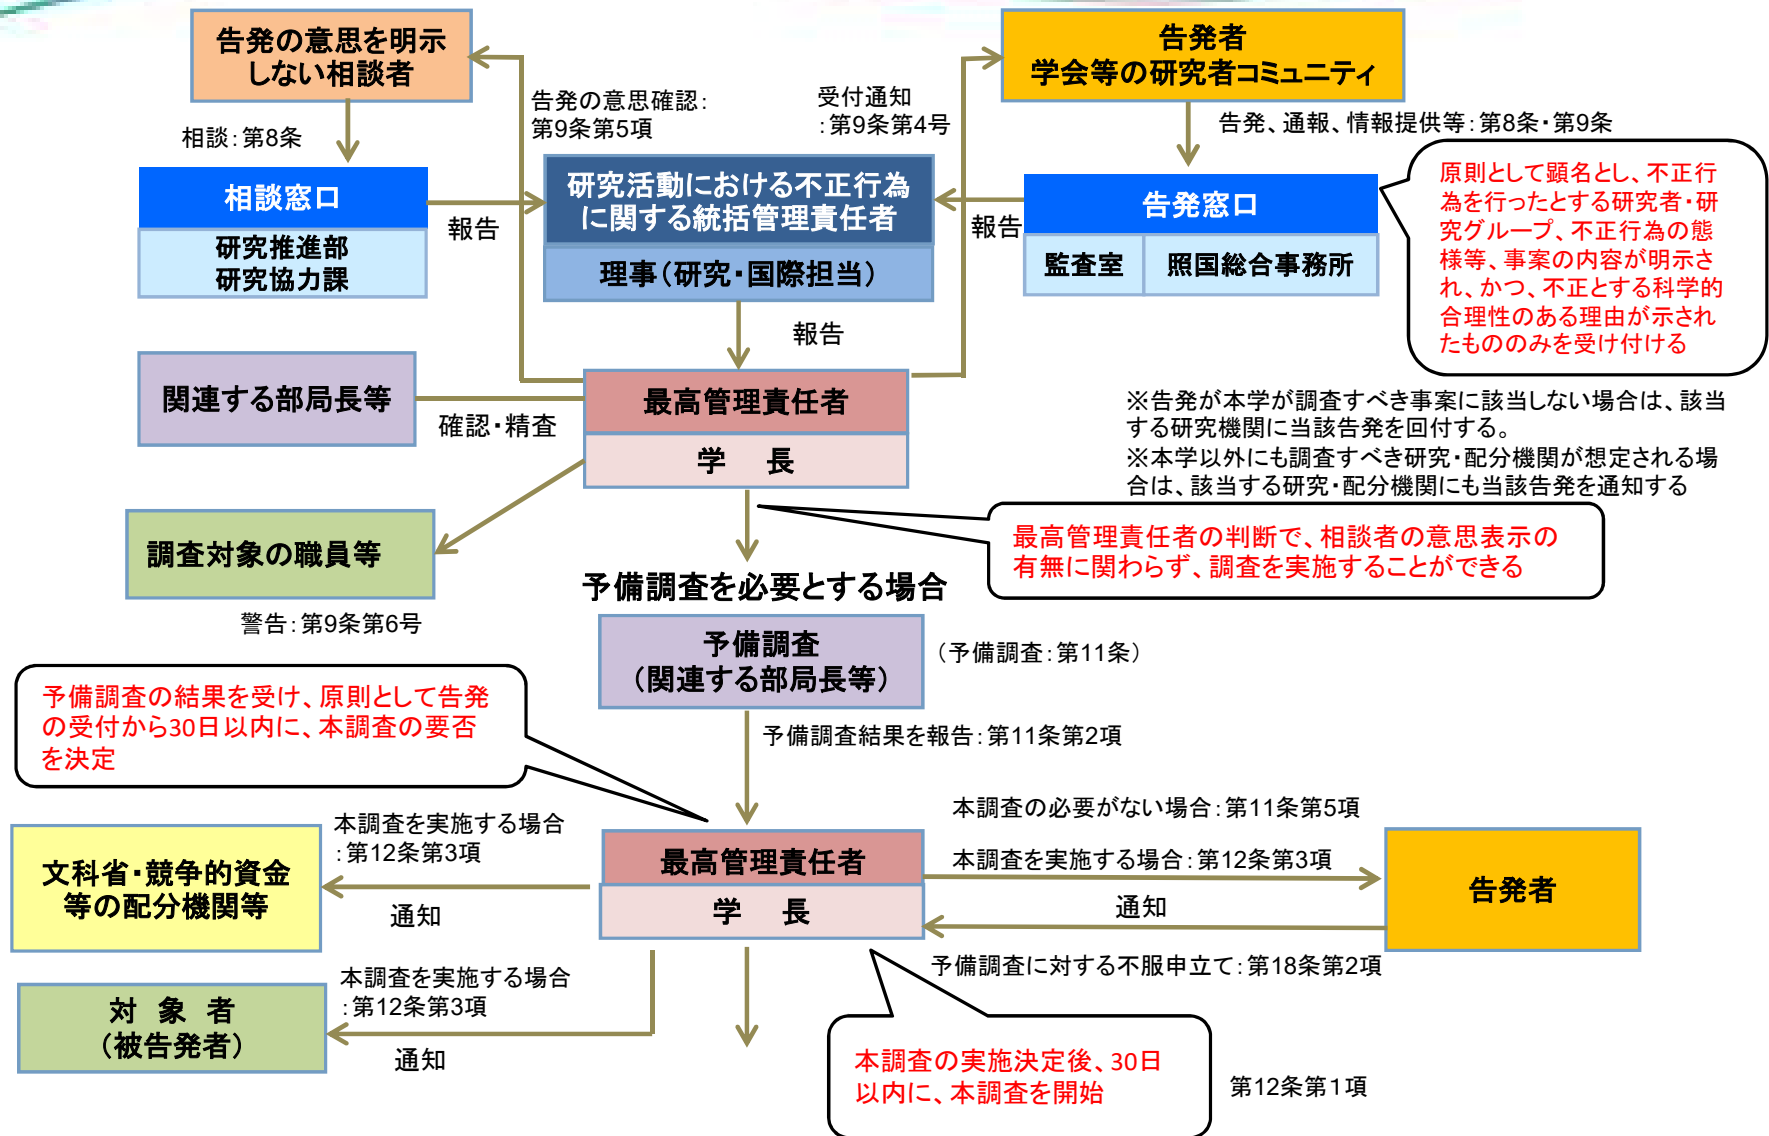 告発の意思を明示
しない相談者
告発者
学会等の研究者コミュニティ
告発の意思確認：
第9条第5項
受付通知
：第9条第4号
相談：第8条
告発、通報、情報提供等：第8条・第9条
相談窓口
研究推進部
研究協力課
報告
研究活動における不正行為
に関する統括管理責任者
理事（研究・国際担当）
報告
告発窓口
監査室
照国総合事務所
原則として顕名とし、不正行
為を行ったとする研究者・研
究グループ、不正行為の態
様等、事案の内容が明示さ
れ、かつ、不正とする科学的
合理性のある理由が示され
たもののみを受け付ける
報告
関連する部局長等
確認・精査
最高管理責任者
学　長
※告発が本学が調査すべき事案に該当しない場合は、該当
する研究機関に当該告発を回付する。
※本学以外にも調査すべき研究・配分機関が想定される場
合は、該当する研究・配分機関にも当該告発を通知する
調査対象の職員等
警告：第9条第6号
最高管理責任者の判断で、相談者の意思表示の
有無に関わらず、調査を実施することができる
予備調査を必要とする場合
予備調査
（関連する部局長等）
（予備調査：第11条）
予備調査の結果を受け、原則として告発
の受付から30日以内に、本調査の要否
を決定
予備調査結果を報告：第11条第2項
文科省・競争的資金
等の配分機関等
本調査を実施する場合
：第12条第3項
通知
最高管理責任者
学　長
本調査の必要がない場合：第11条第5項
本調査を実施する場合：第12条第3項
通知
告発者
予備調査に対する不服申立て：第18条第2項
対　象　者
（被告発者）
本調査を実施する場合
：第12条第3項
通知
本調査の実施決定後、30日
以内に、本調査を開始
第12条第１項